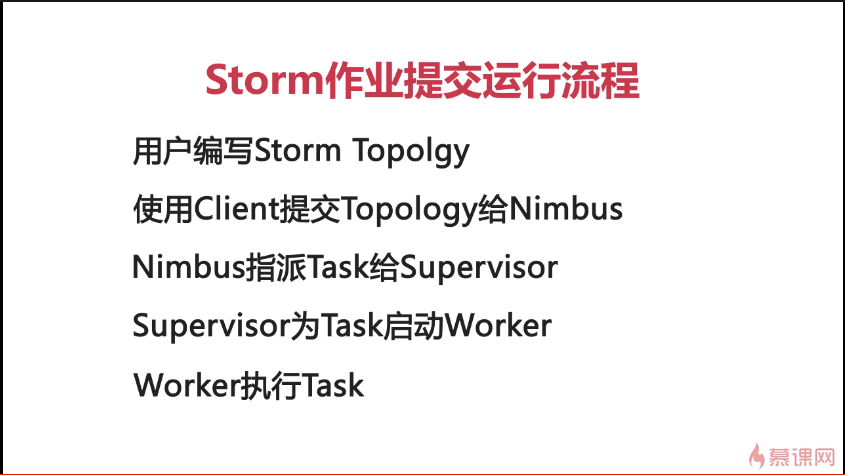 Storm作业提交运行流程
用户编写Storm Topolgy
使用Client提交Topology给Nimbus
Nimbus指派Task给Supervisor
Supervisor为Task启动Worker
Worker执行Task
慕课网